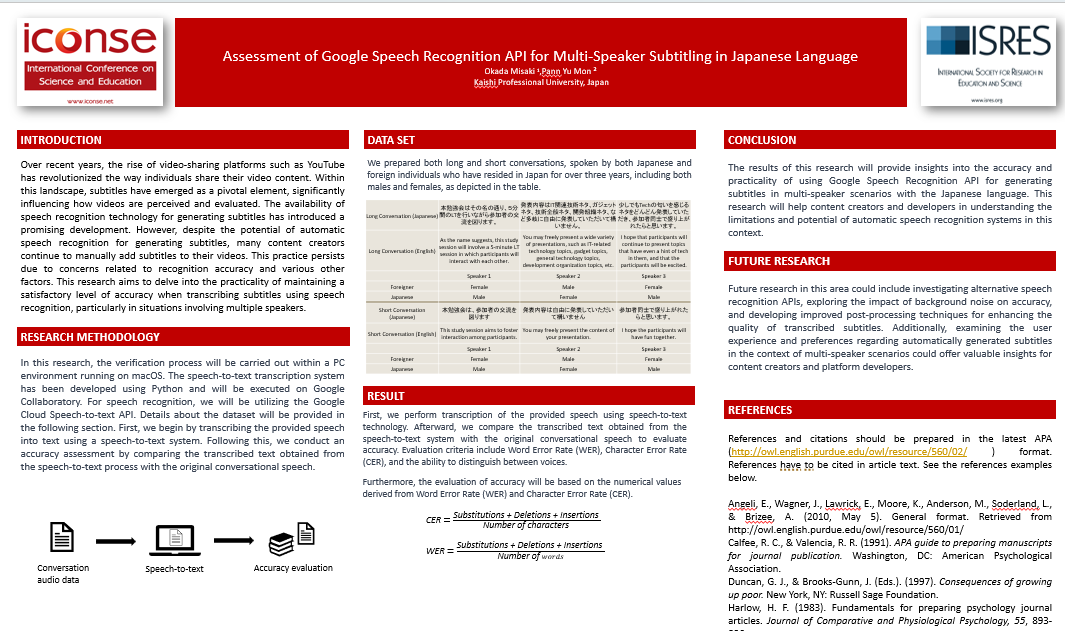 iconse
International Conference on
Science and Education
www.iconse.net
Assessment of Google Speech Recognition API for Multi-Speaker Subtitling in Japanese Language
Okada Misaki ¹,Pann Yu Mon ²
Kaishi Professional University, Japan
ISRES
INTERNATIONAL SOCIETY FOR RESEARCH IN
EDUCATION AND SCIENCE
www.isres.org
INTRODUCTION
Over recent years, the rise of video-sharing platforms such as YouTube
has revolutionized the way individuals share their video content. Within
this landscape, subtitles have emerged as a pivotal element, significantly
influencing how videos are perceived and evaluated. The availability of
speech recognition technology for generating subtitles has introduced a
promising development. However, despite the potential of automatic
speech recognition for generating subtitles, many content creators
continue to manually add subtitles to their videos. This practice persists
due to concerns related to recognition accuracy and various other
factors. This research aims to delve into the practicality of maintaining a
satisfactory level of accuracy when transcribing subtitles using speech
recognition, particularly in situations involving multiple speakers.
RESEARCH METHODOLOGY
In this research, the verification process will be carried out within a PC
environment running on macOS. The speech-to-text transcription system
has been developed using Python and will be executed on Google
Collaboratory. For speech recognition, we will be utilizing the Google
Cloud Speech-to-text API. Details about the dataset will be provided in
the following section. First, we begin by transcribing the provided speech
into text using a speech-to-text system. Following this, we conduct an
accuracy assessment by comparing the transcribed text obtained from
the speech-to-text process with the original conversational speech.
Conversation
audio data
Speech-to-text
Accuracy evaluation
DATA SET
We prepared both long and short conversations, spoken by both Japanese and
foreign individuals who have resided in Japan for over three years, including both
males and females, as depicted in the table.
Long Conversation (Japanese)
本勉強会はその名の通り、5分
間のLTを行いながら参加者の交
流を図ります。
発表内容はIT関連技術ネタ、ガジェット
ネタ、技術全般ネタ、開発組織ネタ、な
ど多岐に自由に発表していただいて構
いません。
少しでもTechの匂いを感じる
ネタをどんどん発表していた
だき、参加者同士で盛り上が
れたらと思います。
Long Conversation (English)
As the name suggests, this study
session will involve a 5-minute LT
session in which participants will
interact with each other.
You may freely present a wide variety
of presentations, such as IT-related
technology topics, gadget topics,
general technology topics,
development organization topics, etc.
I hope that participants will
continue to present topics
that have even a hint of tech
in them, and that the
participants will be excited.
Speaker 1 Speaker 2 Speaker 3
Foreigner Female Male Female
Japanese Male Female Male
Short Conversation
(Japanese)
本勉強会は、参加者の交流を
図ります
発表内容は自由に発表していただい
て構いません
参加者同士で盛り上がれた
らと思います。
Short Conversation (English)
This study session aims to foster
interaction among participants.
You may freely present the content of
your presentation.
I hope the participants will
have fun together.
Speaker 1 Speaker 2 Speaker 3
Foreigner Female Male Female
Japanese Male Female Male
RESULT
First, we perform transcription of the provided speech using speech-to-text
technology. Afterward, we compare the transcribed text obtained from the
speech-to-text system with the original conversational speech to evaluate
accuracy. Evaluation criteria include Word Error Rate (WER), Character Error Rate
(CER), and the ability to distinguish between voices.
Furthermore, the evaluation of accuracy will be based on the numerical values
derived from Word Error Rate (WER) and Character Error Rate (CER).
CER = Substitutions + Deletions + Insertions
Number of characters
WER = Substitutions + Deletions + Insertions
Number of words
CONCLUSION
The results of this research will provide insights into the accuracy and
practicality of using Google Speech Recognition API for generating
subtitles in multi-speaker scenarios with the Japanese language. This
research will help content creators and developers in understanding the
limitations and potential of automatic speech recognition systems in this
context.
FUTURE RESEARCH
Future research in this area could include investigating alternative speech
recognition APIs, exploring the impact of background noise on accuracy,
and developing improved post-processing techniques for enhancing the
quality of transcribed subtitles. Additionally, examining the user
experience and preferences regarding automatically generated subtitles
in the context of multi-speaker scenarios could offer valuable insights for
content creators and platform developers.
REFERENCES
References and citations should be prepared in the latest APA
(http://owl.english.purdue.edu/owl/resource/560/02/ ) format.
References have to be cited in article text. See the references examples
below.
Angeli, E., Wagner, J., Lawrick, E., Moore, K., Anderson, M., Soderland, L.,
& Brizee, A. (2010, May 5). General format. Retrieved from
http://owl.english.purdue.edu/owl/resource/560/01/
Calfee, R. C., & Valencia, R. R. (1991). APA guide to preparing manuscripts
for journal publication. Washington, DC: American Psychological
Association.
Duncan, G. J., & Brooks-Gunn, J. (Eds.). (1997). Consequences of growing
up poor. New York, NY: Russell Sage Foundation.
Harlow, H. F. (1983). Fundamentals for preparing psychology journal
articles. Journal of Comparative and Physiological Psychology, 55, 893-